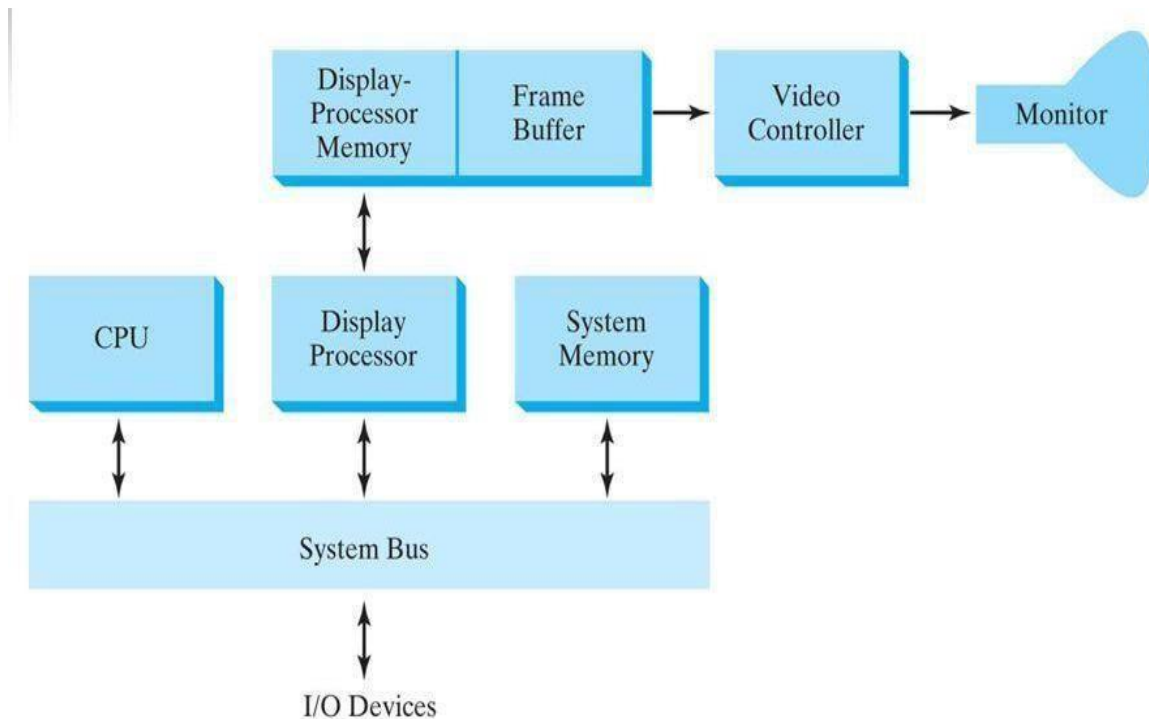 Display-
Processor
Memory
Frame
Buffer
Video
Controller
Monitor
CPU
Display
Processor
System
Memory
System Bus
I/O Devices